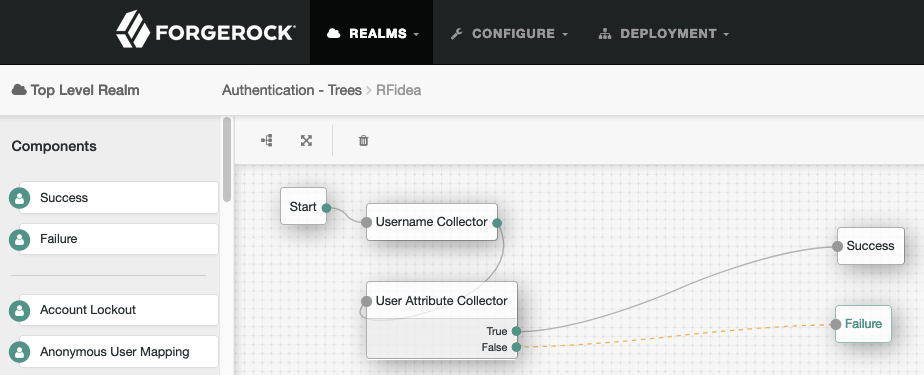 FORGEROCK
REALMS
CONFIGURE
DEPLOYMENT
Top Level Realm
Authentication - Trees > RFidea
Components
Success
Failure
Account Lockout
Anonymous User Mapping
Start
Username Collector
User Attribute Collector
True
False
Success
Failure